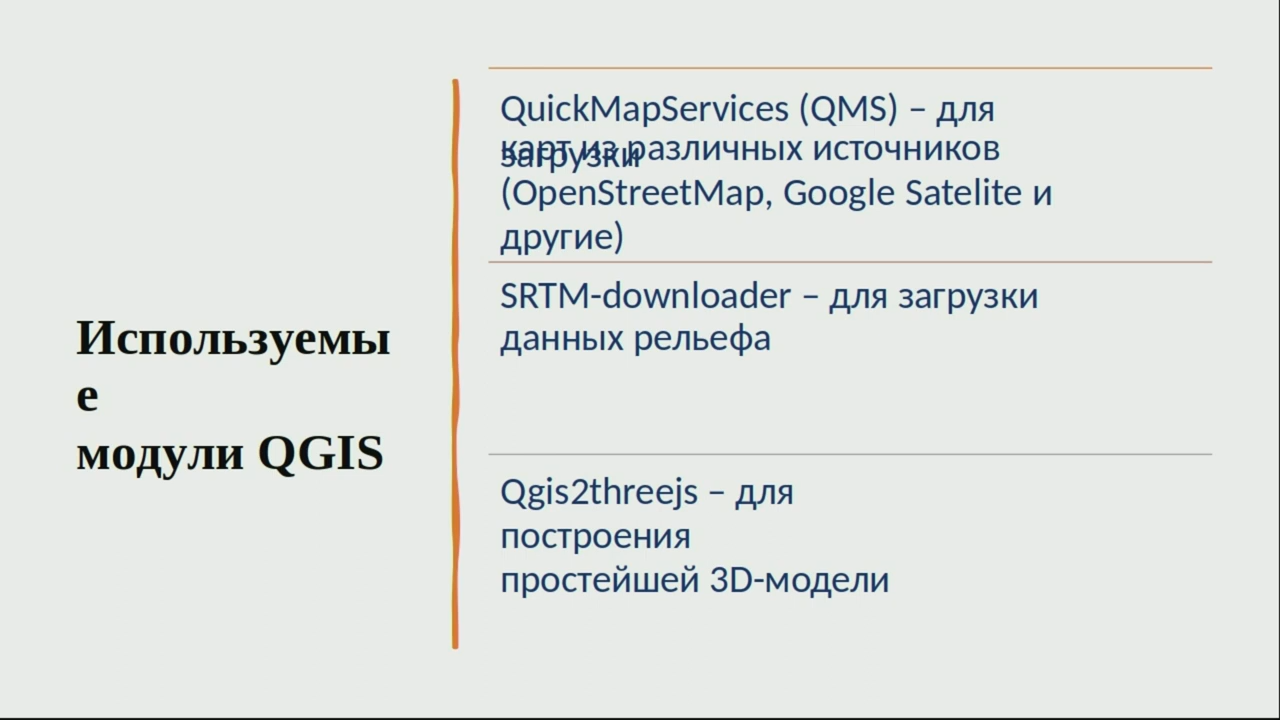 Используемы
е
модули QGIS
QuickMapServices (QMS) – для
загрузки
карт из различных источников
(OpenStreetMap, Google Satelite и
другие)
SRTM-downloader – для загрузки
данных рельефа
Qgis2threejs – для
построения
простейшей 3D-модели